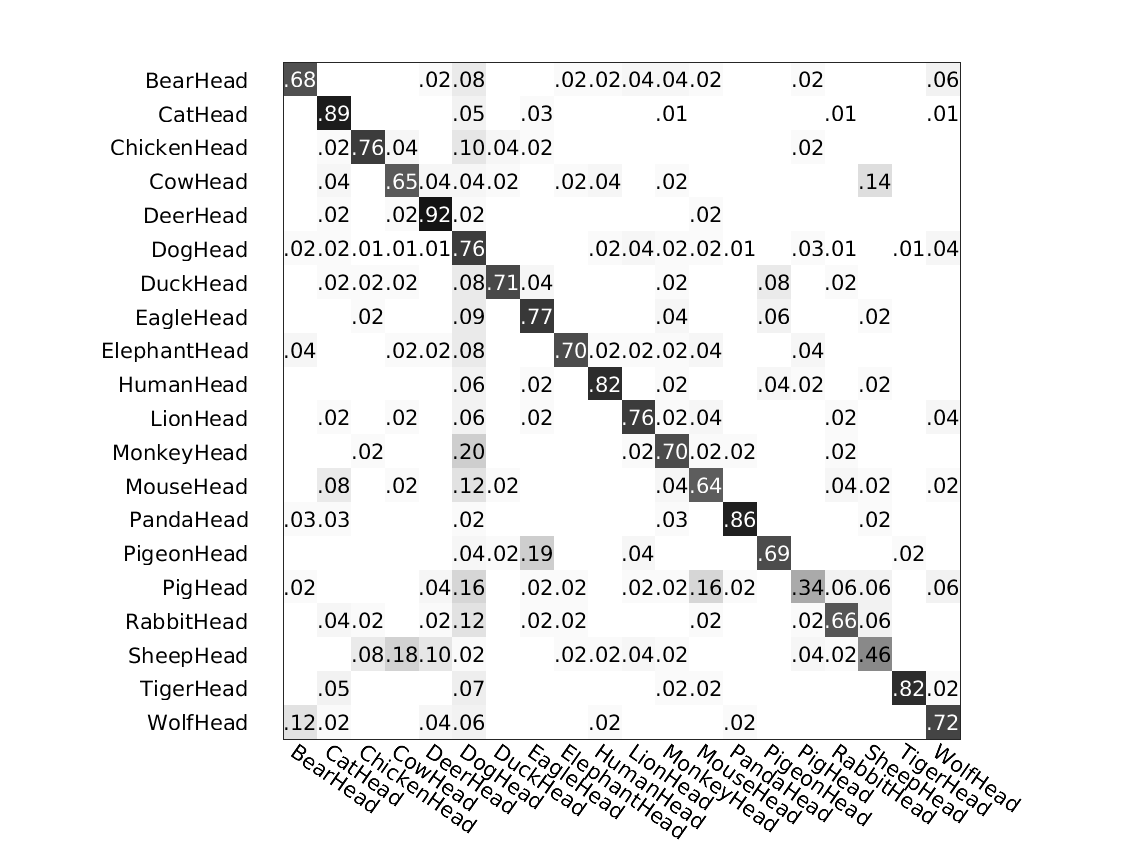 BearHead .68 .02 .08 .02 .02 .04 .04 .02 .02 .06
CatHead .89 .05 .03 .01 .01 .01
ChickenHead .02 .76 .04 .10 .04 .02 .02
CowHead .04 .65 .04 .04 .02 .02 .04 .02 .14
DeerHead .02 .02 .92 .02 .02
DogHead .02 .02 .01 .01 .01 .76 .02 .04 .02 .02 .01 .03 .01 .01 .04
DuckHead .02 .02 .02 .08 .71 .04 .02 .08 .02
EagleHead .02 .09 .77 .04 .06 .02
ElephantHead .04 .02 .02 .08 .70 .02 .02 .02 .04 .04
HumanHead .06 .02 .82 .02 .04 .02 .02
LionHead .02 .02 .06 .02 .76 .02 .04 .02 .04
MonkeyHead .02 .20 .02 .70 .02 .02 .02
MouseHead .08 .02 .12 .02 .04 .64 .04 .02 .02
PandaHead .03 .03 .02 .03 .86 .02
PigeonHead .04 .02 .19 .04 .69 .02
PigHead .02 .04 .16 .02 .02 .02 .02 .16 .02 .34 .06 .06 .06
RabbitHead .04 .02 .02 .12 .02 .02 .02 .02 .66 .06
SheepHead .08 .18 .10 .02 .02 .02 .04 .02 .04 .02 .46
TigerHead .05 .07 .02 .02 .82 .02
WolfHead .12 .02 .04 .06 .02 .02 .72
BearHead CatHead ChickenHead CowHead DeerHead DogHead DuckHead EagleHead ElephantHead HumanHead LionHead MonkeyHead MouseHead PandaHead PigeonHead PigHead RabbitHead SheepHead TigerHead WolfHead